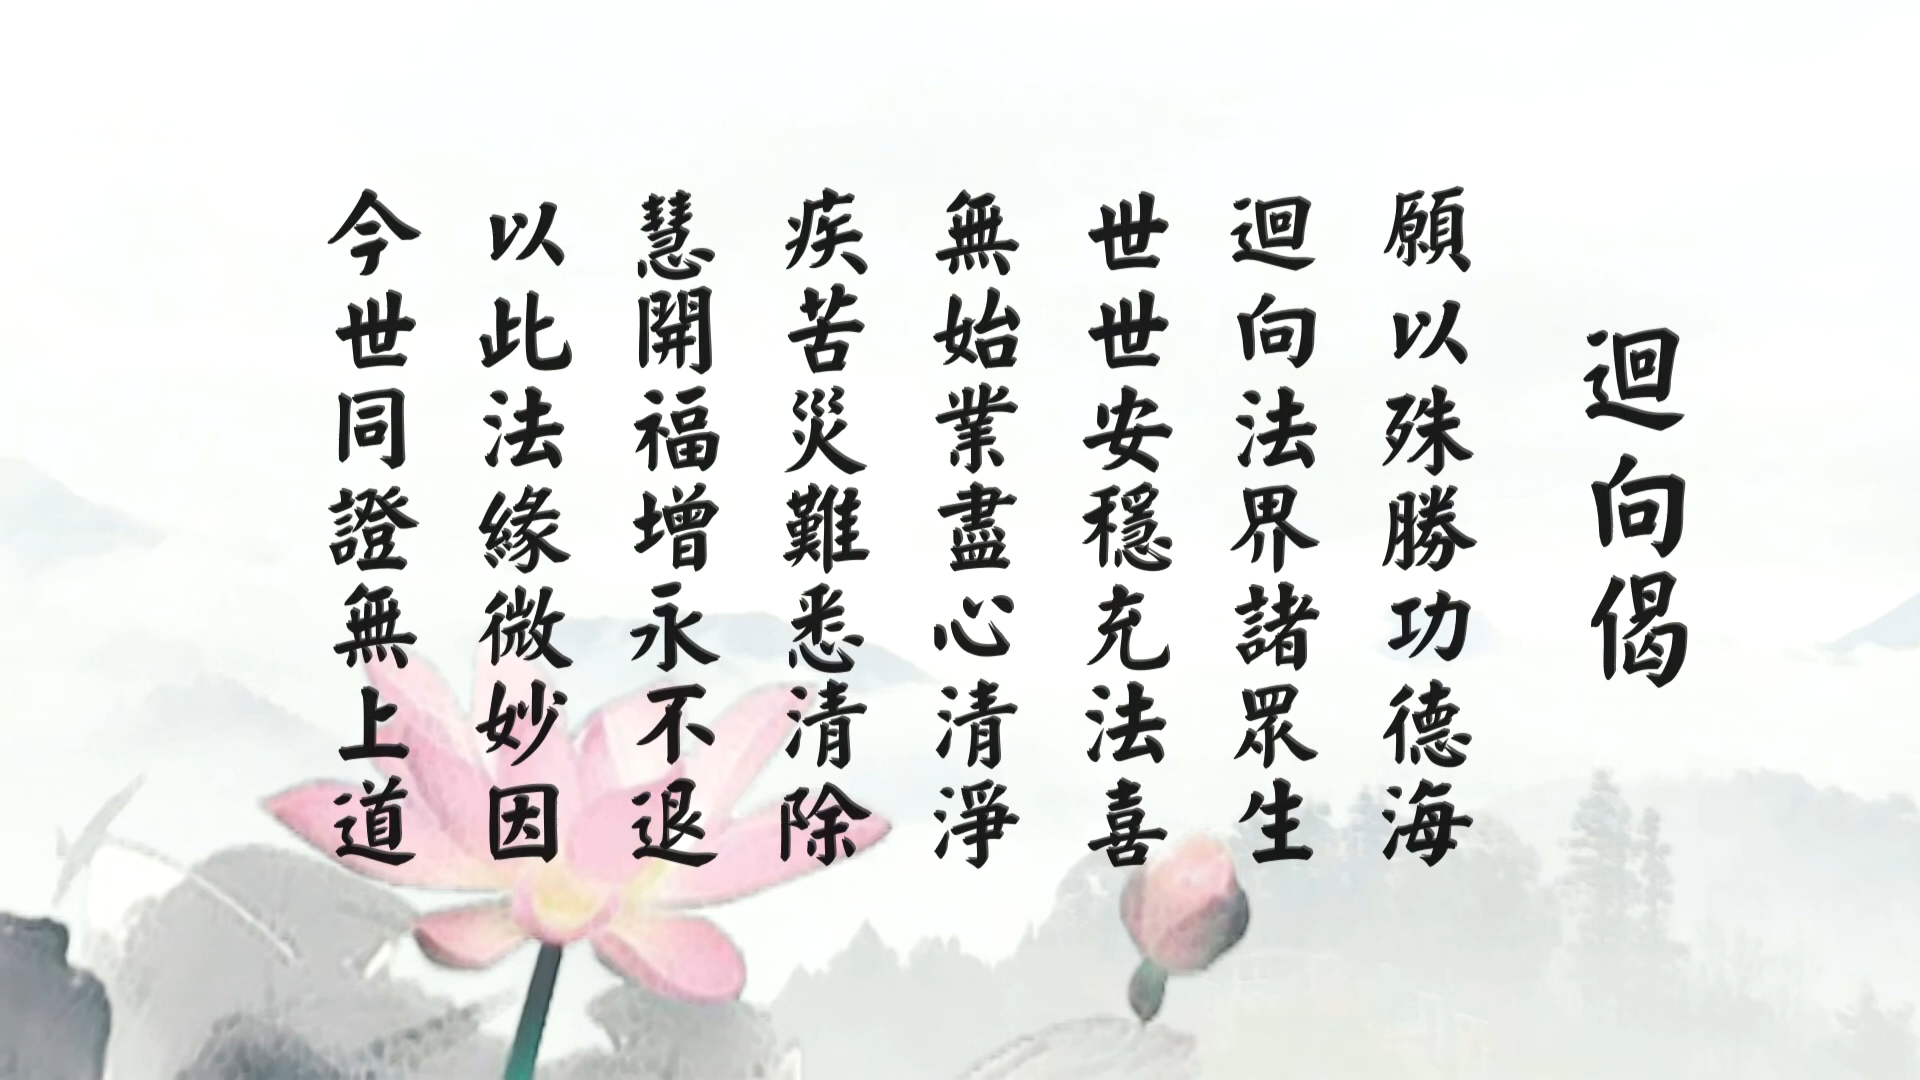 迴向偈
願以殊勝功德海
迴向法界諸眾生
世世安穩充法喜
無始業盡心清淨
疾苦災難悉清除
慧開福增永不退
以此法緣微妙因
今世同證無上道